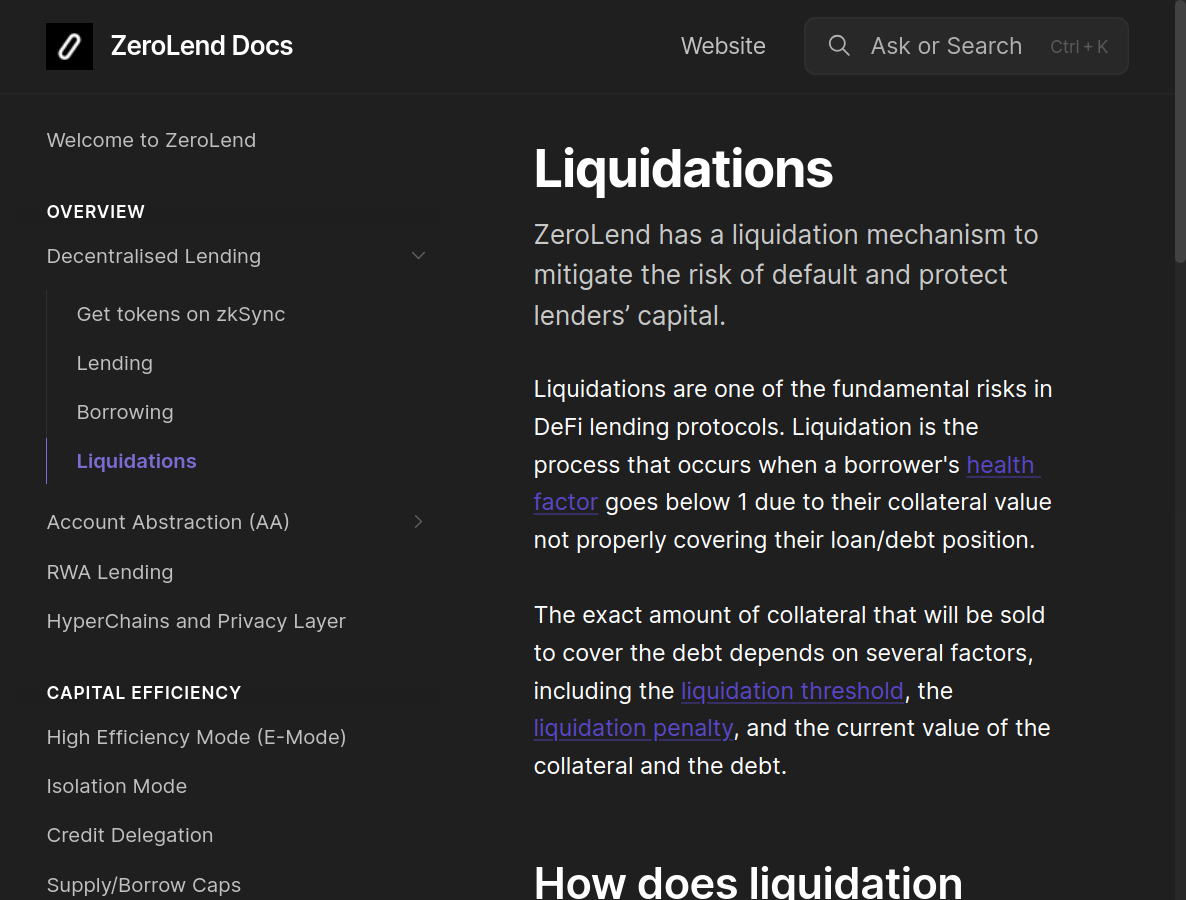 ZeroLend Docs
Website
Ask or Search
Ctrl + K
Welcome to ZeroLend
OVERVIEW
Decentralised Lending
Get tokens on zkSync
Lending
Borrowing
Liquidations
Account Abstraction (AA)
RWA Lending
HyperChains and Privacy Layer
CAPITAL EFFICIENCY
High Efficiency Mode (E-Mode)
Isolation Mode
Credit Delegation
Supply/Borrow Caps
Liquidations
ZeroLend has a liquidation mechanism to
mitigate the risk of default and protect
lenders’ capital.
Liquidations are one of the fundamental risks in
DeFi lending protocols. Liquidation is the
process that occurs when a borrower's health
factor goes below 1 due to their collateral value
not properly covering their loan/debt position.
The exact amount of collateral that will be sold
to cover the debt depends on several factors,
including the liquidation threshold, the
liquidation penalty, and the current value of the
collateral and the debt.
How does liquidation